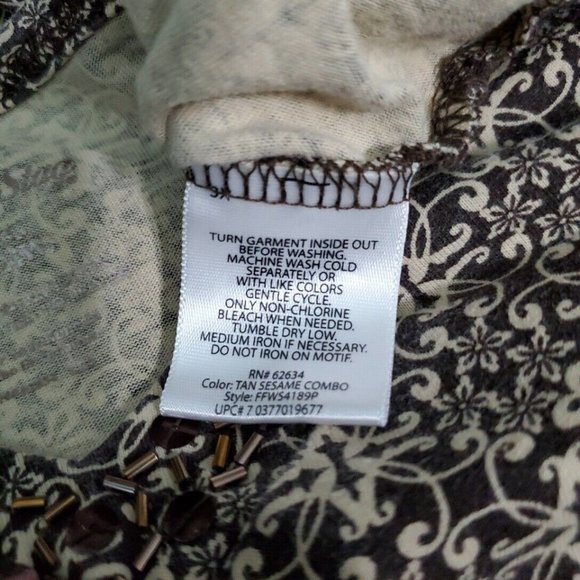 3X
TURN GARMENT INSIDE OUT
BEFORE WASHING.
MACHINE WASH COLD
SEPARATELY OR
WITH LIKE COLORS
GENTLE CYCLE.
ONLY NON-CHLORINE
BLEACH WHEN NEEDED.
TUMBLE DRY LOW.
MEDIUM IRON IF NECESSARY.
DO NOT IRON ON MOTIF.
RN# 62634
Color: TAN SESAME COMBO
Style: FFWS4189P
UPC# 7 0377019677